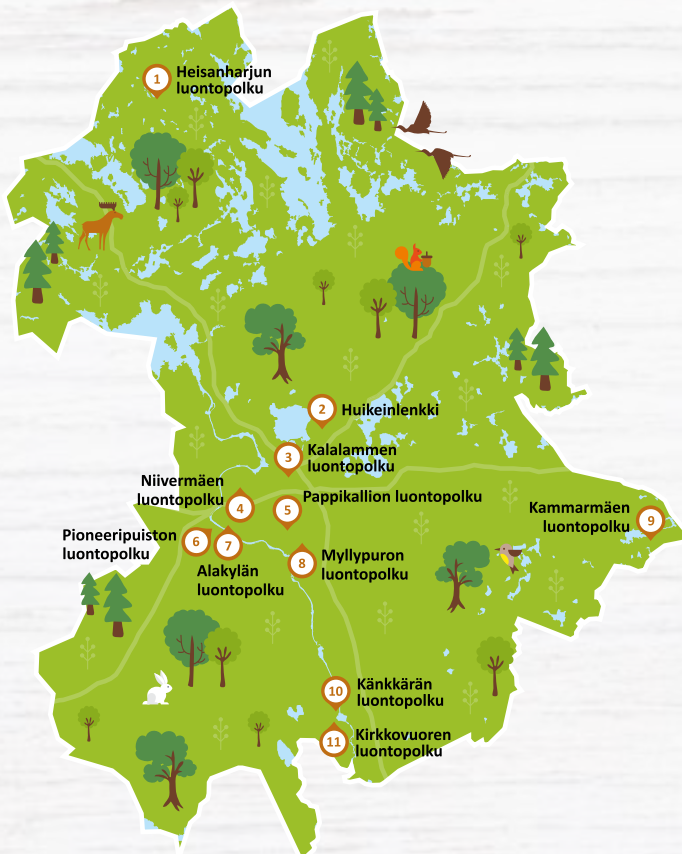 1 Heisanharjun
luontopolku
2 Huikeinlenkki
3 Kalalammen
luontopolku
Niivermäen
luontopolku
4
Pappikallion luontopolku
5
Kammarmäen
luontopolku
9
Pioneeripuiston
luontopolku
6
7
Alakylän
luontopolku
8 Myllypuron
luontopolku
10 Känkkärän
luontopolku
11 Kirkkovuoren
luontopolku